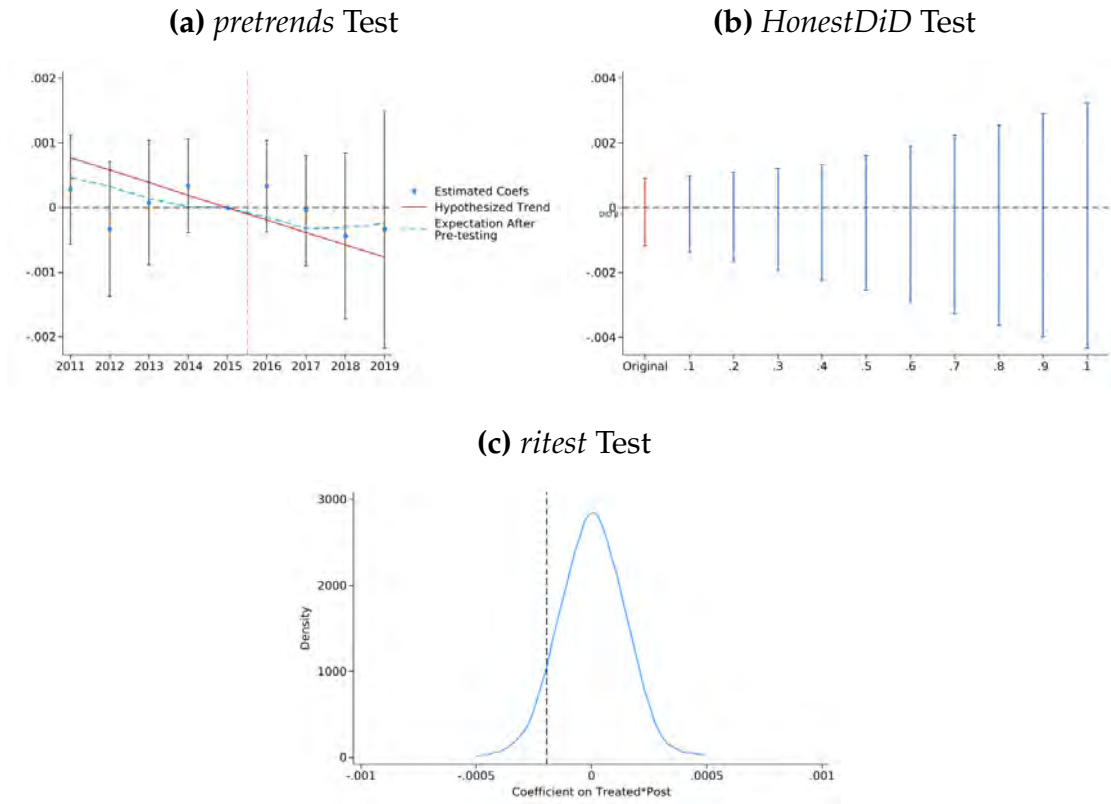 (a) pretrends Test
.002
.001
0
-.001
-.002
2011 2012 2013 2014 2015 2016 2017 2018 2019
Estimated Coefs
Hypothesized Trend
Expectation After
Pre-testing
(b) HonestDiD Test
.004
.002
0
-.002
-.004
Original .1 .2 .3 .4 .5 .6 .7 .8 .9 .1
(c) ritest Test
3000
2000
1000
0
Density
-.001 -.0005 0 .0005 .001
Coefficient on Treated*Post